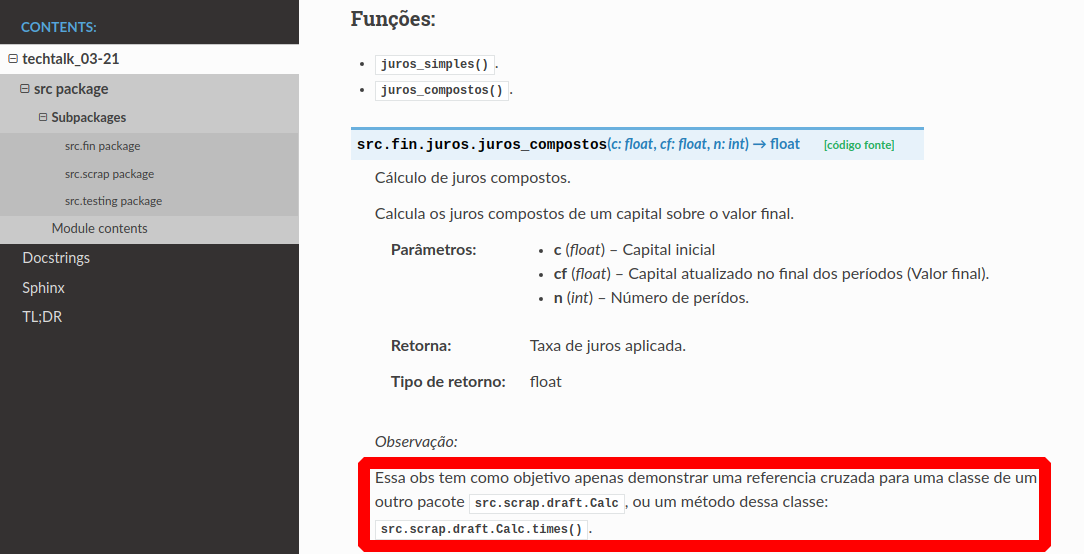 CONTENTS:
techtalk_03-21
src package
Subpackages
src.fin package
src.scrap package
src.testing package
Module contents
Docstrings
Sphinx
TL;DR
Funções:
• juros_simples().
• juros_compostos().
src.fin.juros.juros_compostos(c: float, cf: float, n: int) → float [código fonte]
Cálculo de juros compostos.
Calcula os juros compostos de um capital sobre o valor final.
Parâmetros: • c (float) – Capital inicial
• cf (float) – Capital atualizado no final dos períodos (Valor final).
• n (int) – Número de perídos.
Retorna: Taxa de juros aplicada.
Tipo de retorno: float
Observação:
Essa obs tem como objetivo apenas demonstrar uma referencia cruzada para uma classe de um
outro pacote src.scrap.draft.Calc, ou um método dessa classe:
src.scrap.draft.Calc.times().